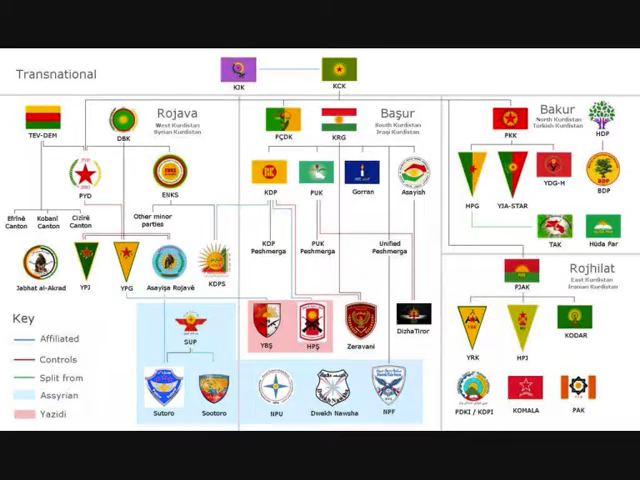 Transnational
KJK
KCK
Rojava
West Kurdistan
Syrian Kurdistan
Başur
South Kurdistan
Iraqi Kurdistan
Bakur
North Kurdistan
Turkish Kurdistan
TEV-DEM
DBK
PÇDK
KRG
PKK
HDP
PYD
ENKS
KDP
PUK
Gorran
Asayish
HPG
YJA-STAR
YDG-H
BDP
Efrînê
Canton
Kobanî
Canton
Cizîrê
Canton
Other minor
parties
TAK
Hüda Par
KDP
Peshmerga
PUK
Peshmerga
Unified
Peshmerga
Rojhilat
East Kurdistan
Iranian Kurdistan
Jabhat al-Akrad
YPJ
YPG
Asayîşa Rojavê
KDPS
PJAK
Key
Affiliated
Controls
Split from
Assyrian
Yazidi
SUP
YBŞ
HPŞ
Zeravani
DizhaTiror
YRK
HPJ
KODAR
Sutoro
Sootoro
NPU
Dwekh Nawsha
NPF
PDKI / KDPI
KOMALA
PAK